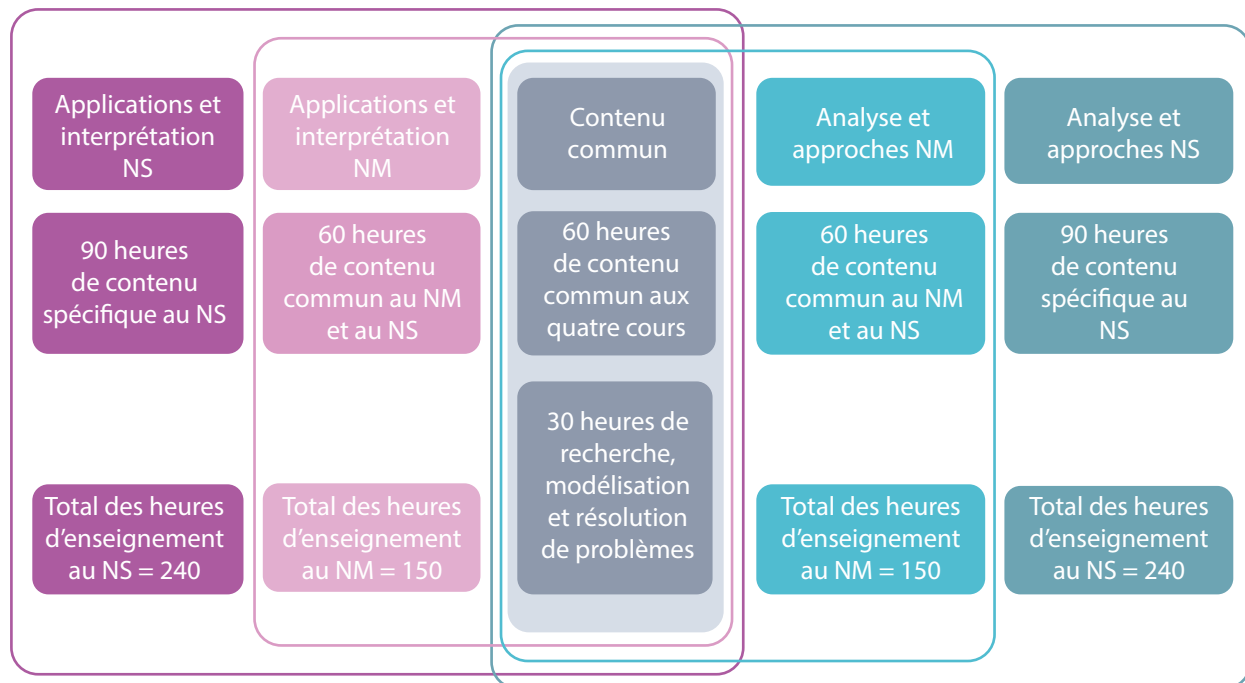 Applications et
interprétation
NS
Applications et
interprétation
NM
Contenu
commun
Analyse et
approches NM
Analyse et
approches NS
90 heures
de contenu
spécifique au NS
60 heures
de contenu
commun au NM
et au NS
60 heures
de contenu
commun aux
quatre cours
60 heures
de contenu
commun au NM
et au NS
90 heures
de contenu
spécifique au
NS
30 heures de
recherche,
modélisation
et résolution
de problèmes
Total des heures
d’enseignement
au NS = 240
Total des heures
d’enseignement
au NM = 150
Total des heures
d’enseignement
au NM = 150
Total des heures
d’enseignement
au NS = 240